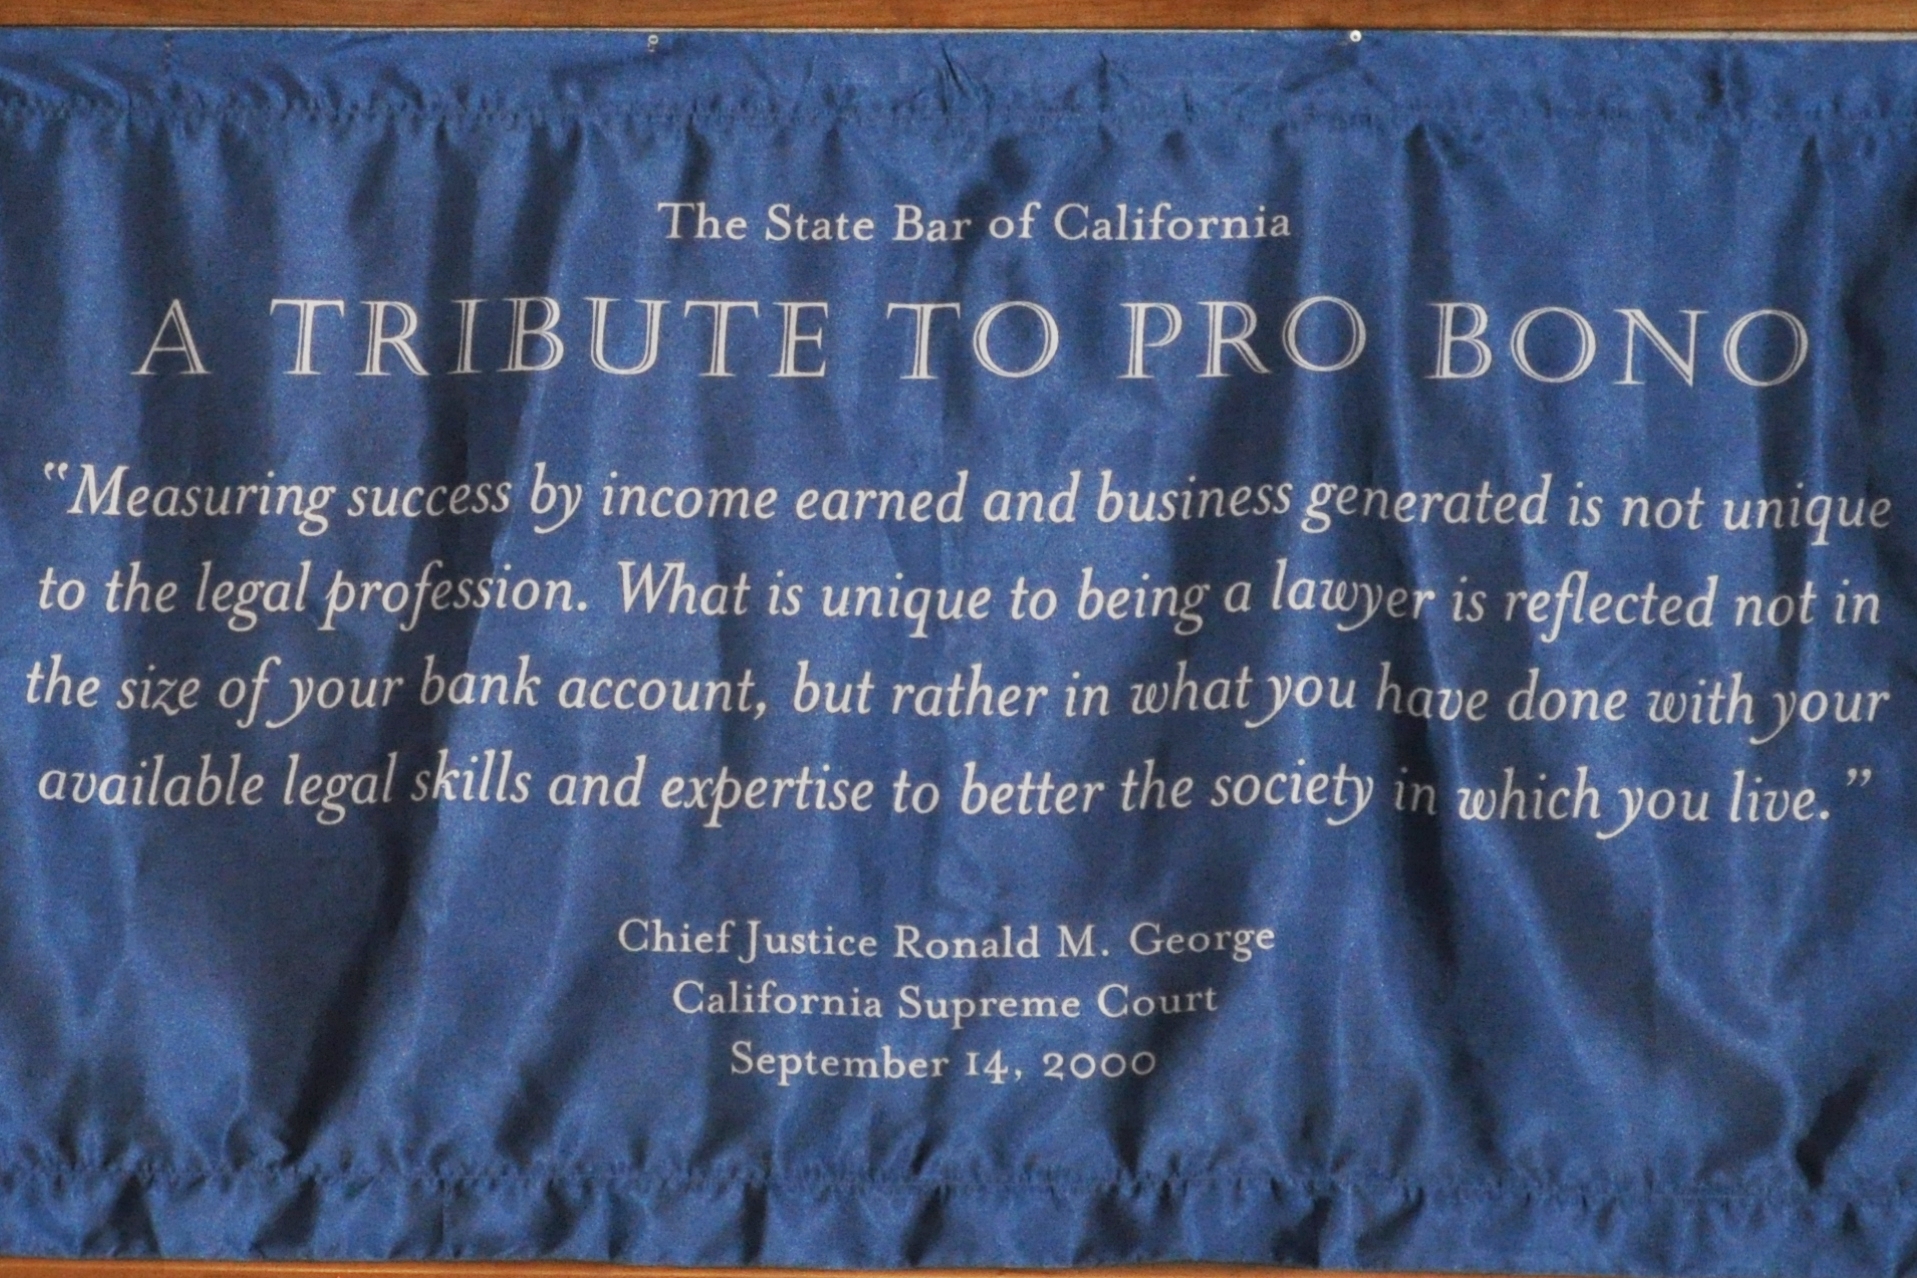 The State Bar of California
A TRIBUTE TO PRO BONO
“Measuring success by income earned and business generated is not unique
to the legal profession. What is unique to being a lawyer is reflected not in
the size of your bank account, but rather in what you have done with your
available legal skills and expertise to better the society in which you live.”
Chief Justice Ronald M. George
California Supreme Court
September 14, 2000